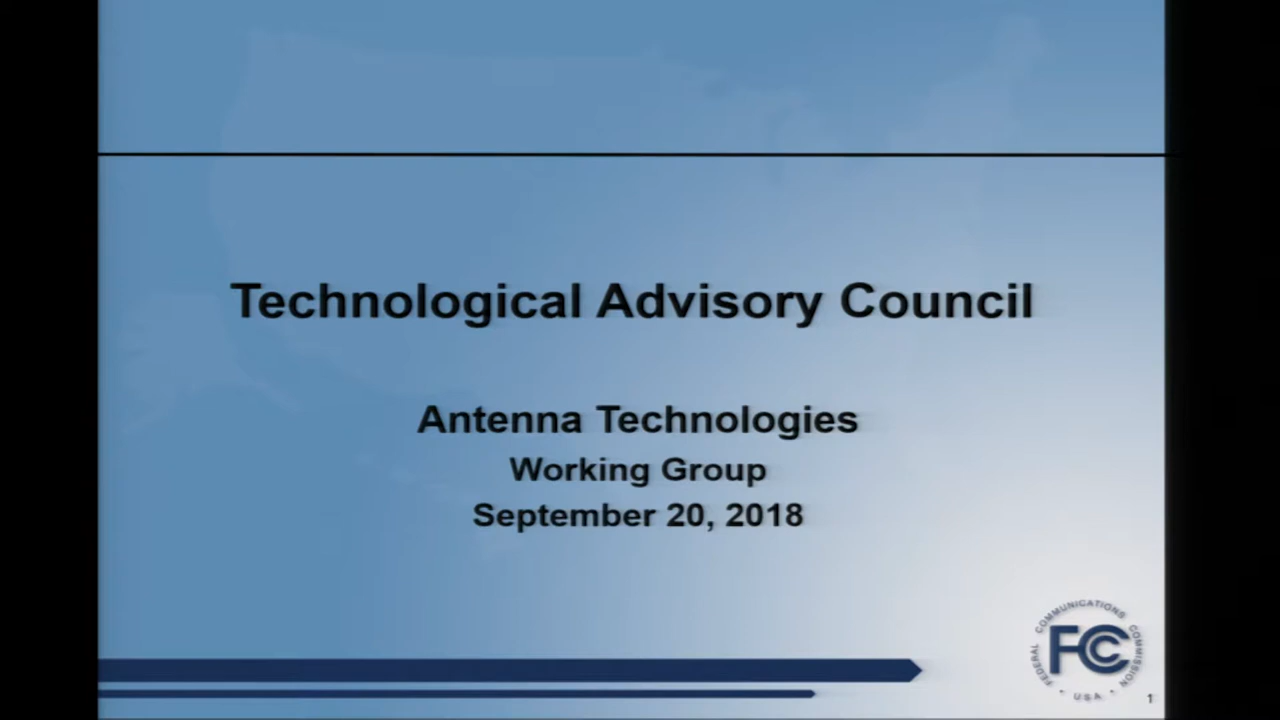 Technological Advisory Council
Antenna Technologies
Working Group
September 20, 2018
FEDERAL COMMUNICATIONS COMMISSION
FCC
• USA •
1